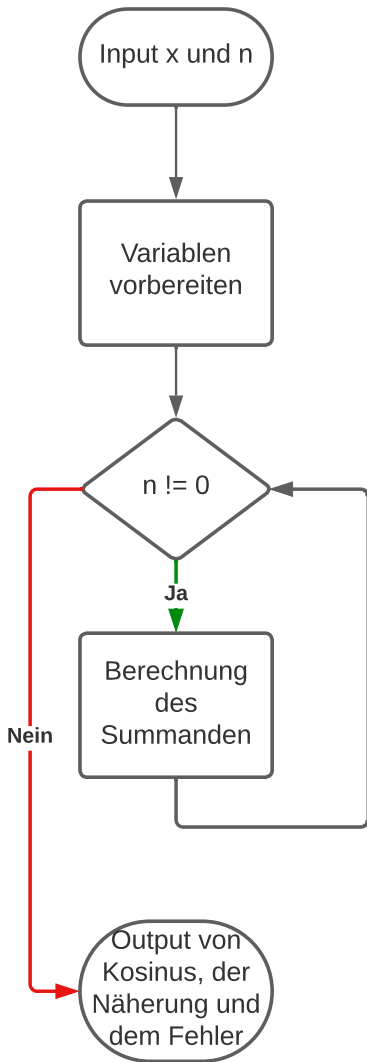 Input x und n
Variablen
vorbereiten
n != 0
Ja
Berechnung
des
Summanden
Nein
Output von
Kosinus, der
Näherung und
dem Fehler